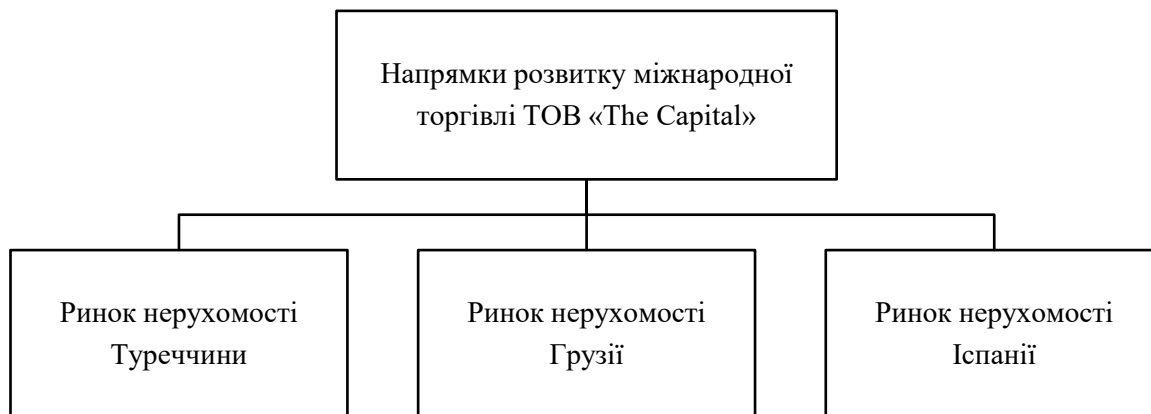 Напрямки розвитку міжнародної
торгівлі ТОВ «The Capital»
Ринок нерухомості
Туреччини
Ринок нерухомості
Грузії
Ринок нерухомості
Іспанії